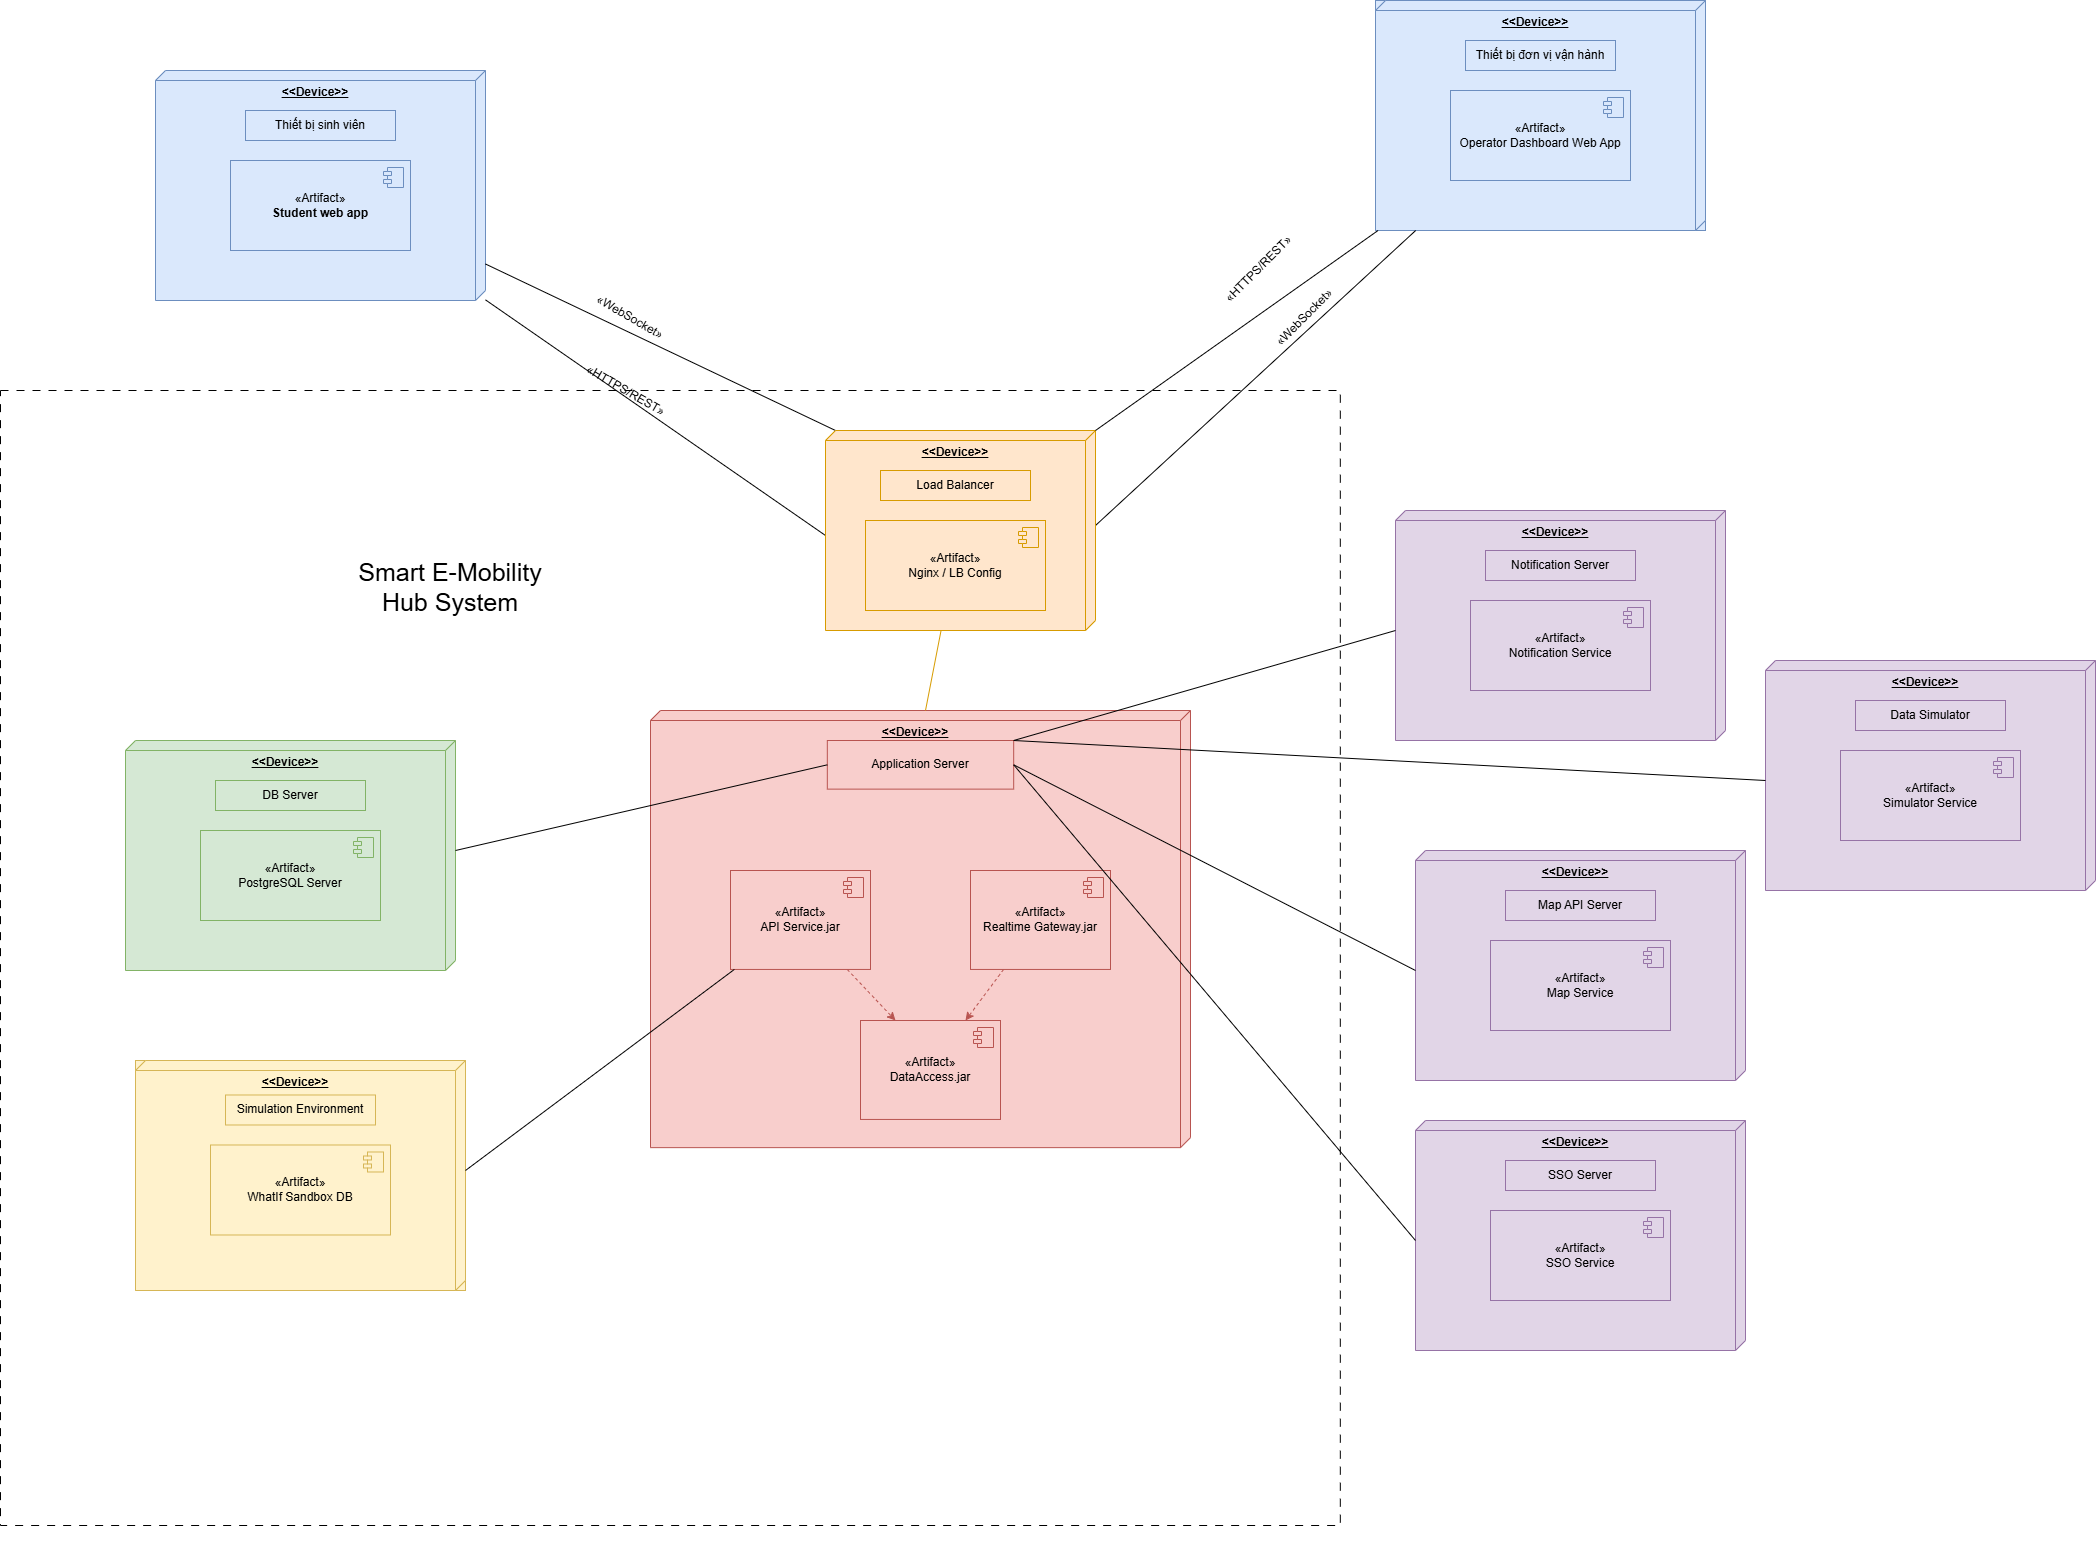 <<Device>>
Thiết bị đơn vị vận hành
«Artifact»
Operator Dashboard Web App
<<Device>>
Thiết bị sinh viên
«Artifact»
Student web app
«WebSocket»
«HTTPS/REST»
«HTTPS/REST»
«WebSocket»
Smart E-Mobility
Hub System
<<Device>>
Load Balancer
«Artifact»
Nginx / LB Config
<<Device>>
Notification Server
«Artifact»
Notification Service
<<Device>>
Data Simulator
«Artifact»
Simulator Service
<<Device>>
Application Server
«Artifact»
API Service.jar
«Artifact»
Realtime Gateway.jar
«Artifact»
DataAccess.jar
<<Device>>
DB Server
«Artifact»
PostgreSQL Server
<<Device>>
Map API Server
«Artifact»
Map Service
<<Device>>
Simulation Environment
«Artifact»
WhatIf Sandbox DB
<<Device>>
SSO Server
«Artifact»
SSO Service